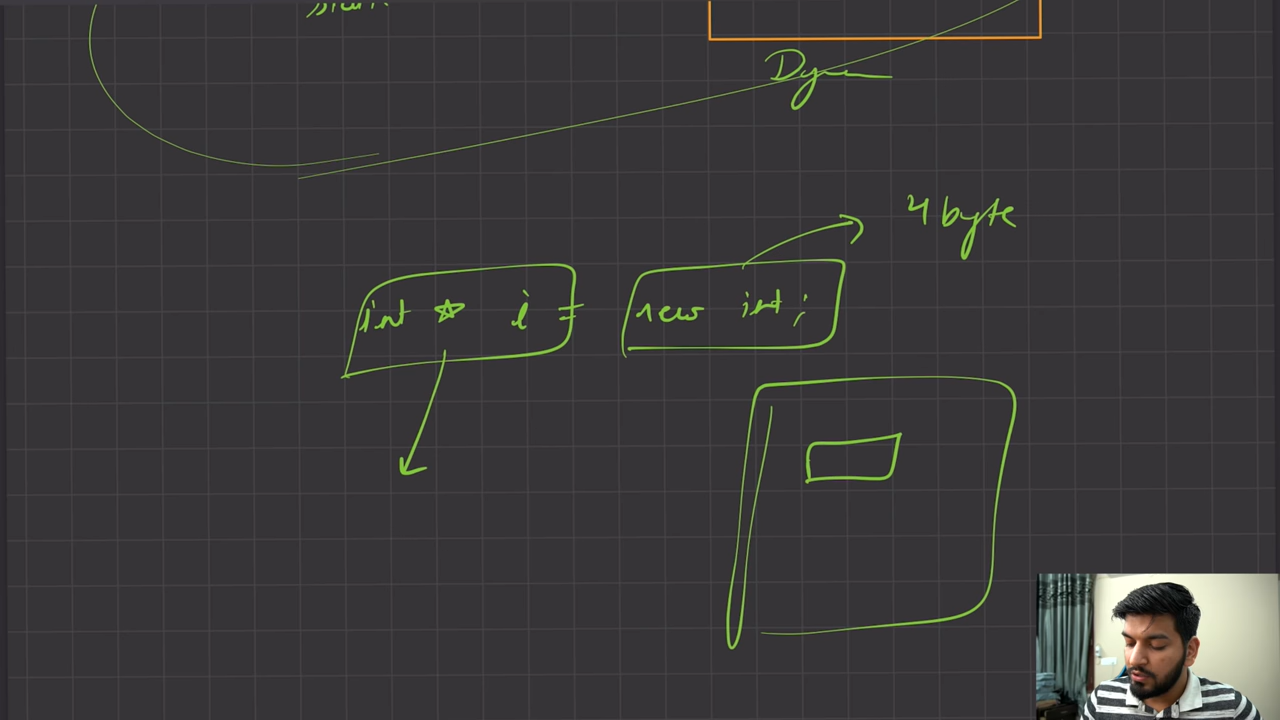 Dyn
4 byte
int * i = new int;